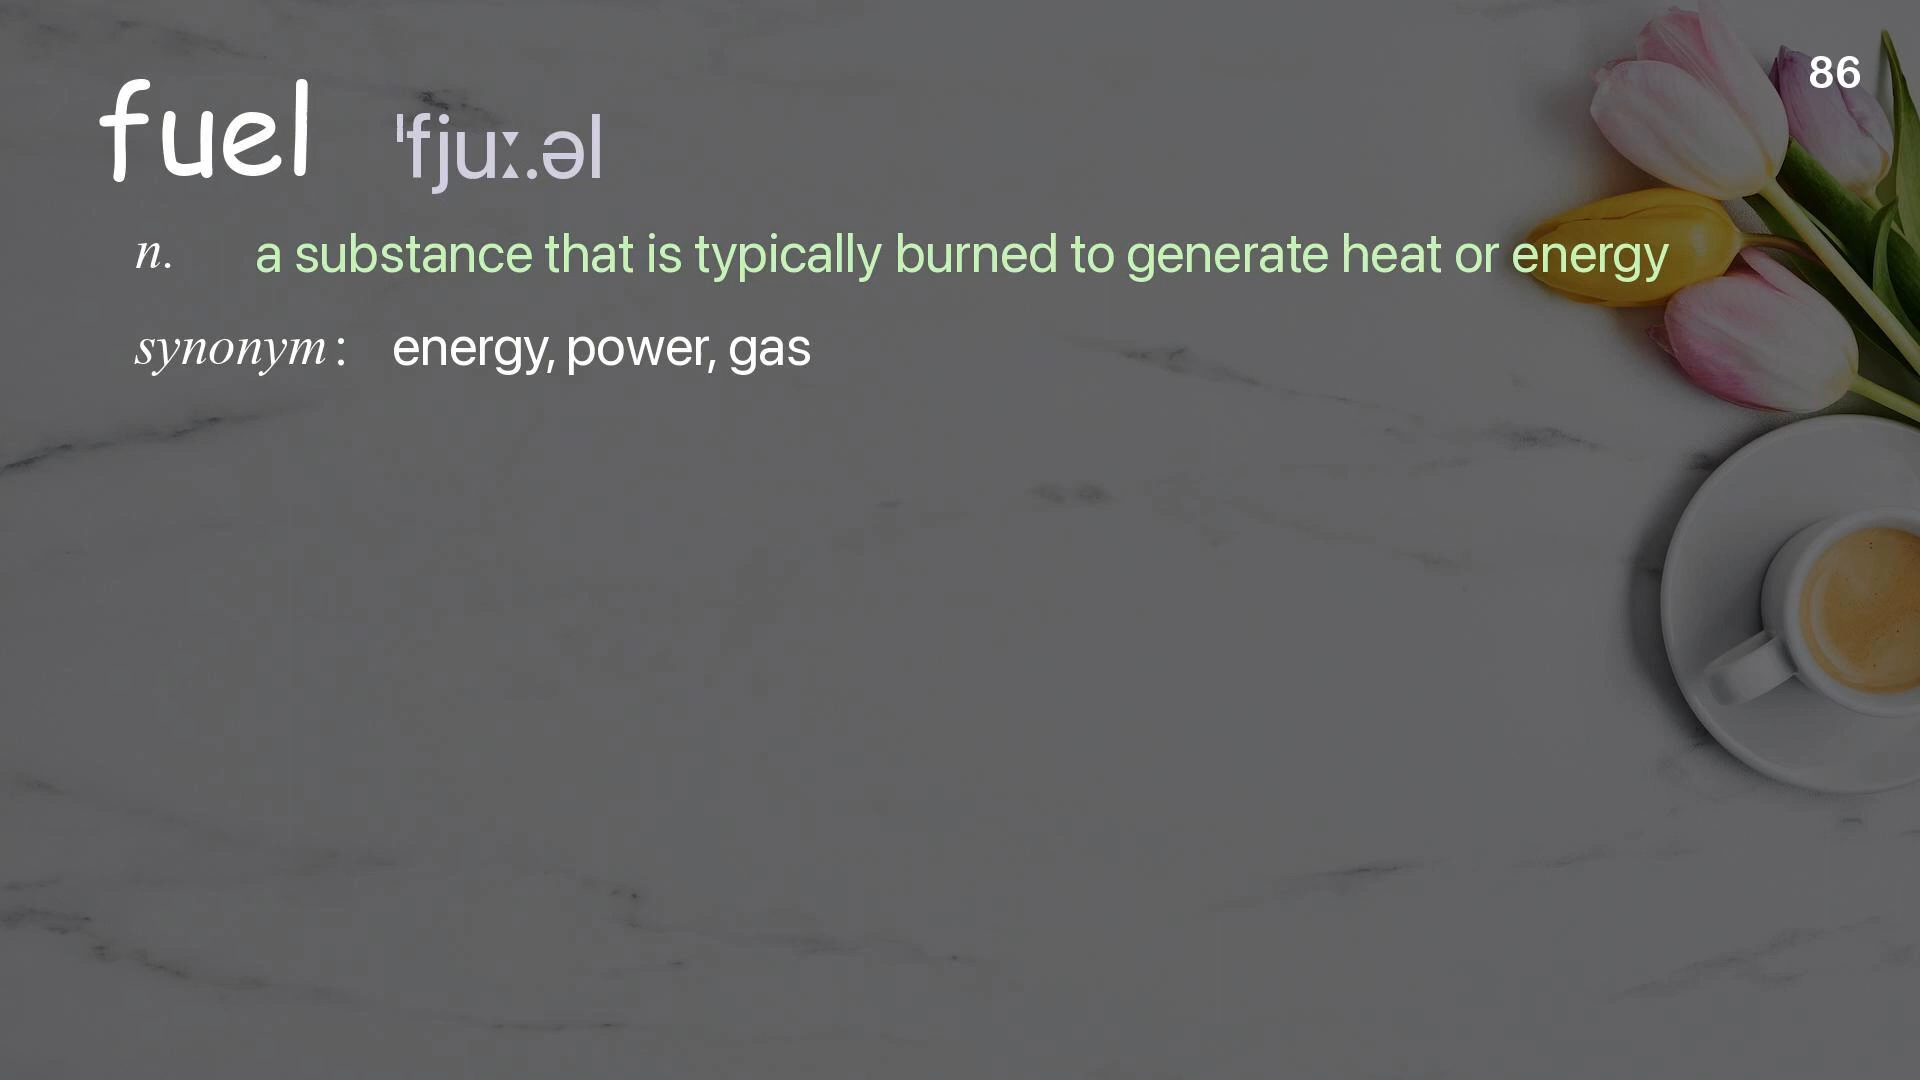 86
fuel ˈfjuː.əl
n. a substance that is typically burned to generate heat or energy
synonym: energy, power, gas